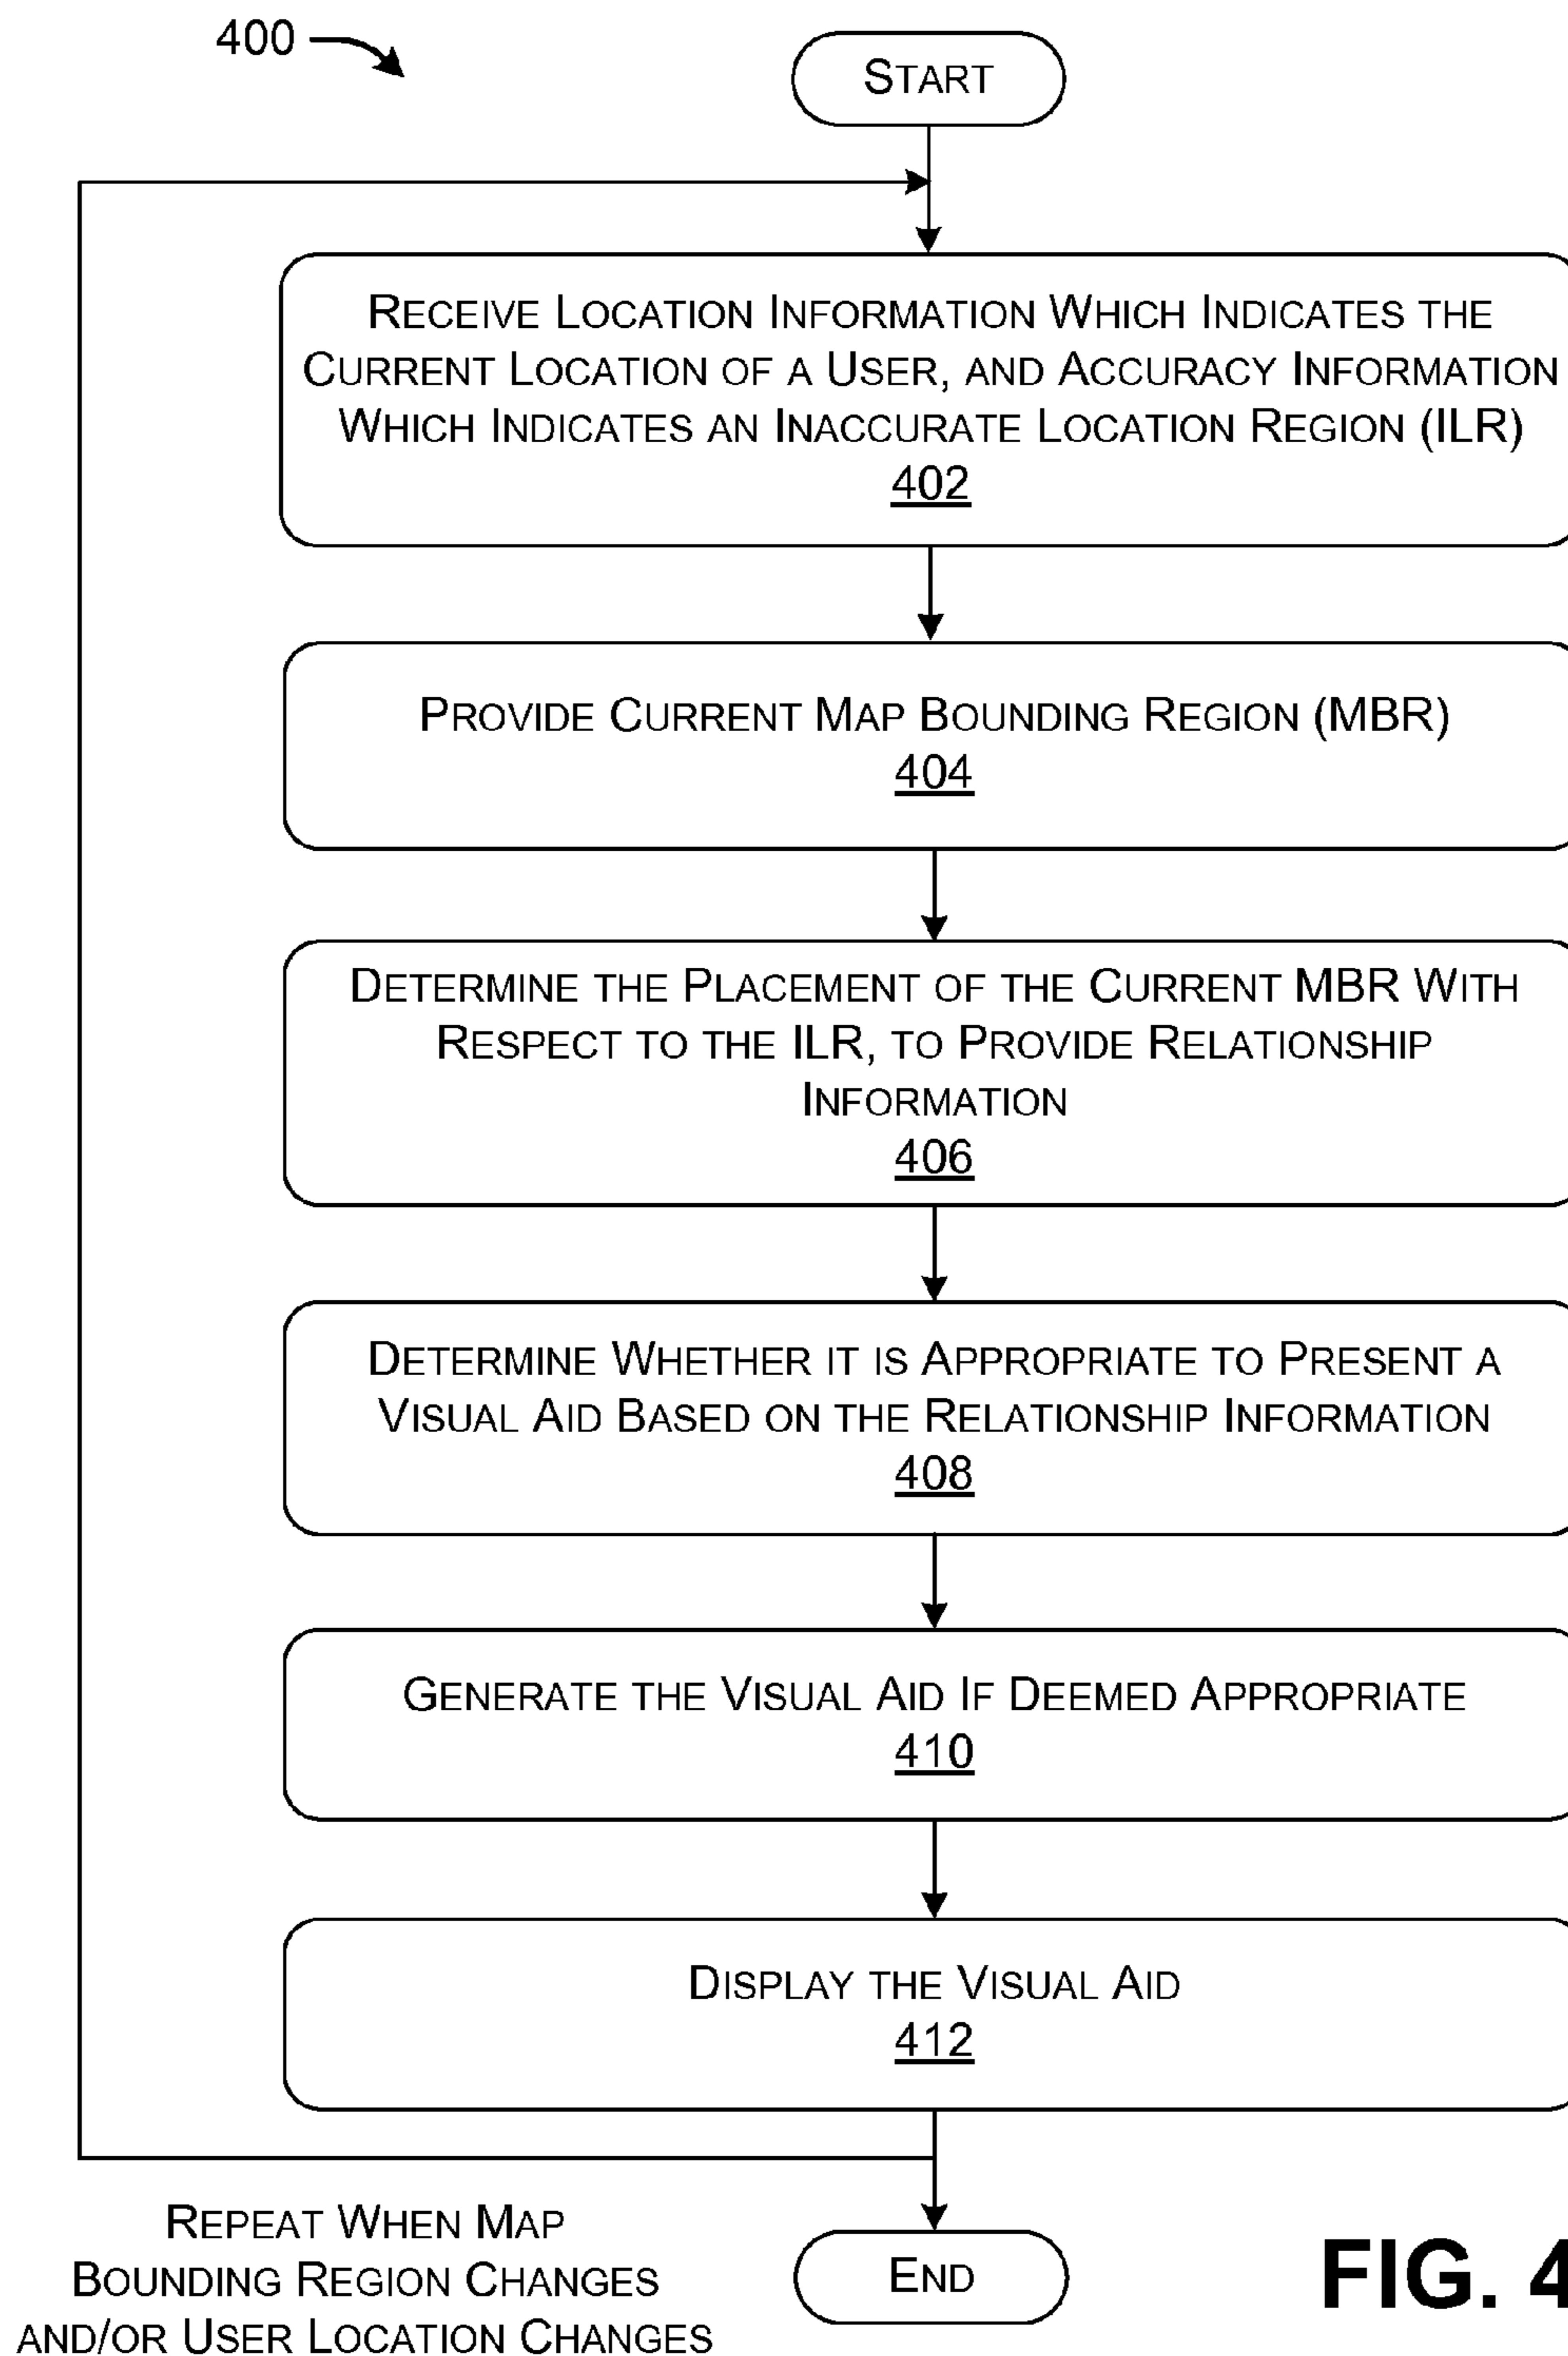 400
START
RECEIVE LOCATION INFORMATION WHICH INDICATES THE
CURRENT LOCATION OF A USER, AND ACCURACY INFORMATION
WHICH INDICATES AN INACCURATE LOCATION REGION (ILR)
402
PROVIDE CURRENT MAP BOUNDING REGION (MBR)
404
DETERMINE THE PLACEMENT OF THE CURRENT MBR WITH
RESPECT TO THE ILR, TO PROVIDE RELATIONSHIP
INFORMATION
406
DETERMINE WHETHER IT IS APPROPRIATE TO PRESENT A
VISUAL AID BASED ON THE RELATIONSHIP INFORMATION
408
GENERATE THE VISUAL AID IF DEEMED APPROPRIATE
410
DISPLAY THE VISUAL AID
412
REPEAT WHEN MAP
BOUNDING REGION CHANGES
AND/OR USER LOCATION CHANGES
END
FIG. 4